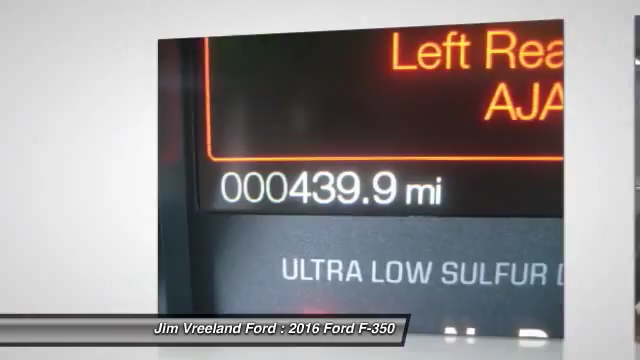 Left Rea
AJA
000439.9 mi
ULTRA LOW SULFUR
Jim Vreeland Ford : 2016 Ford F-350